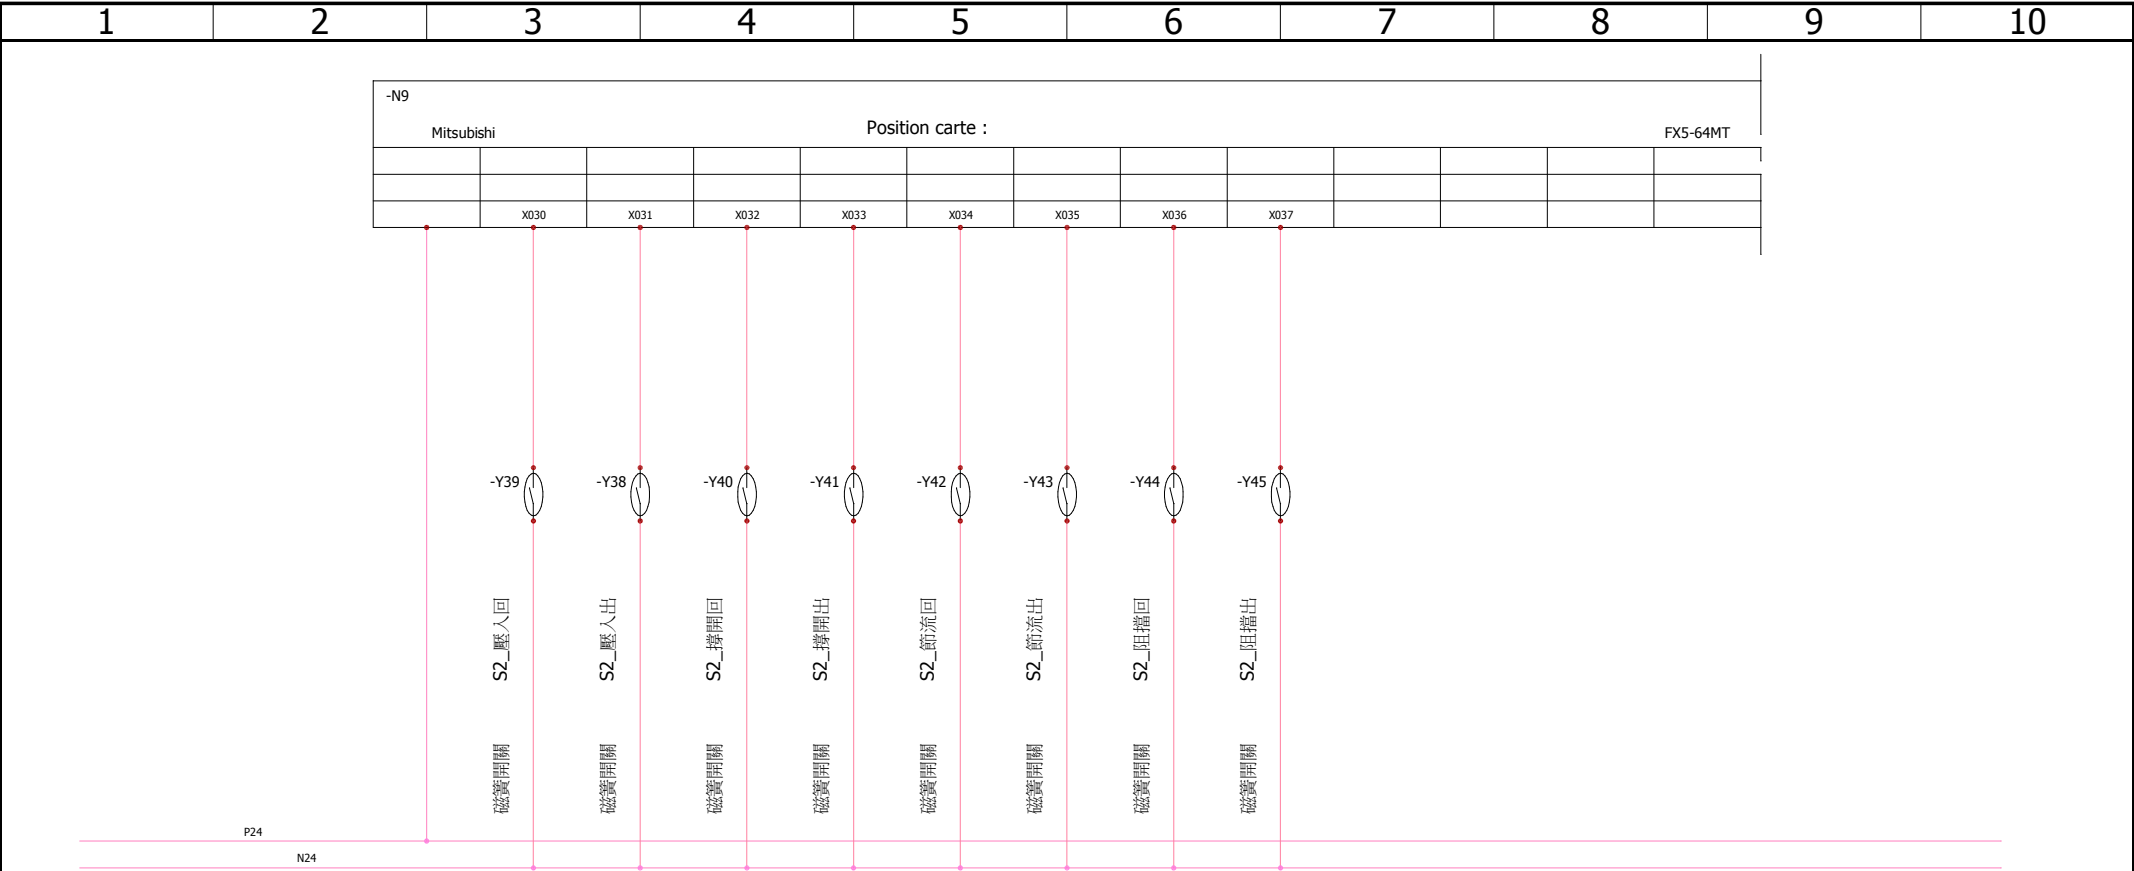 1 2 3 4 5 6 7 8 9 10
-N9
Mitsubishi Position carte : FX5-64MT
X030 X031 X032 X033 X034 X035 X036 X037
-Y39 -Y38 -Y40 -Y41 -Y42 -Y43 -Y44 -Y45
S2_壓入回
S2_壓入出
S2_撐開回
S2_撐開出
S2_節流回
S2_節流出
S2_阻擋回
S2_阻擋出
磁簧開關
磁簧開關
磁簧開關
磁簧開關
磁簧開關
磁簧開關
磁簧開關
磁簧開關
P24
N24